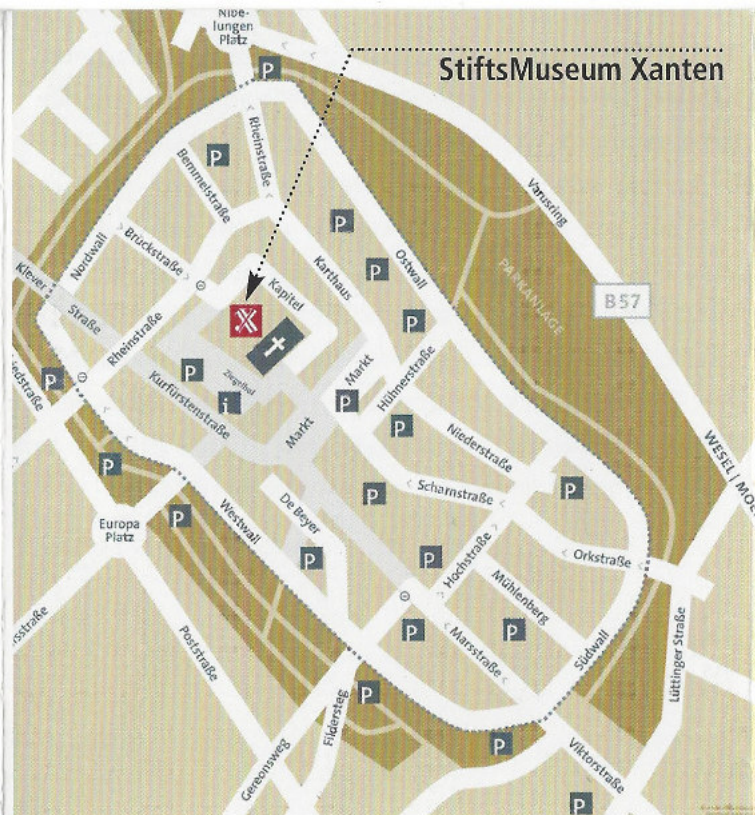 Nibe-
lungen
Platz
StiftsMuseum Xanten
P
Rheinstraße
P
Bemmelstraße
Varusring
P
Ostwall
Nordwall
Brückstraße
Karthaus
P
PARKANLAGE
Klever
Straße
Kapitel
B57
X
P
Rheinstraße
Markt
Hühnerstraße
P
P
Ziegelhof
Kurfürstenstraße
i
P
P
Markt
Niederstraße
WESEL
P
De Beyer
P
Scharnstraße
P
P
Westwall
Europa
Platz
Hochstraße
P
P
Orkstraße
Mühlenberg
P
P
Marsstraße
Südwall
Lüttinger Straße
Poststraße
P
Fildersteg
Gereonsweg
P
Viktorstraße
P